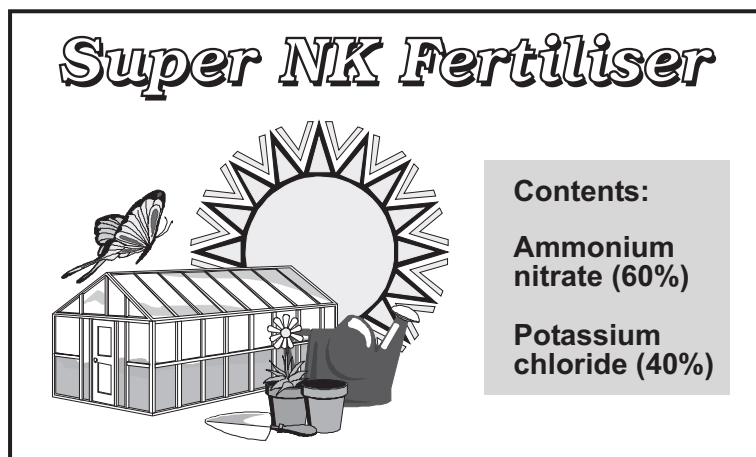 Super NK Fertiliser
Contents:
Ammonium
nitrate (60%)
Potassium
chloride (40%)